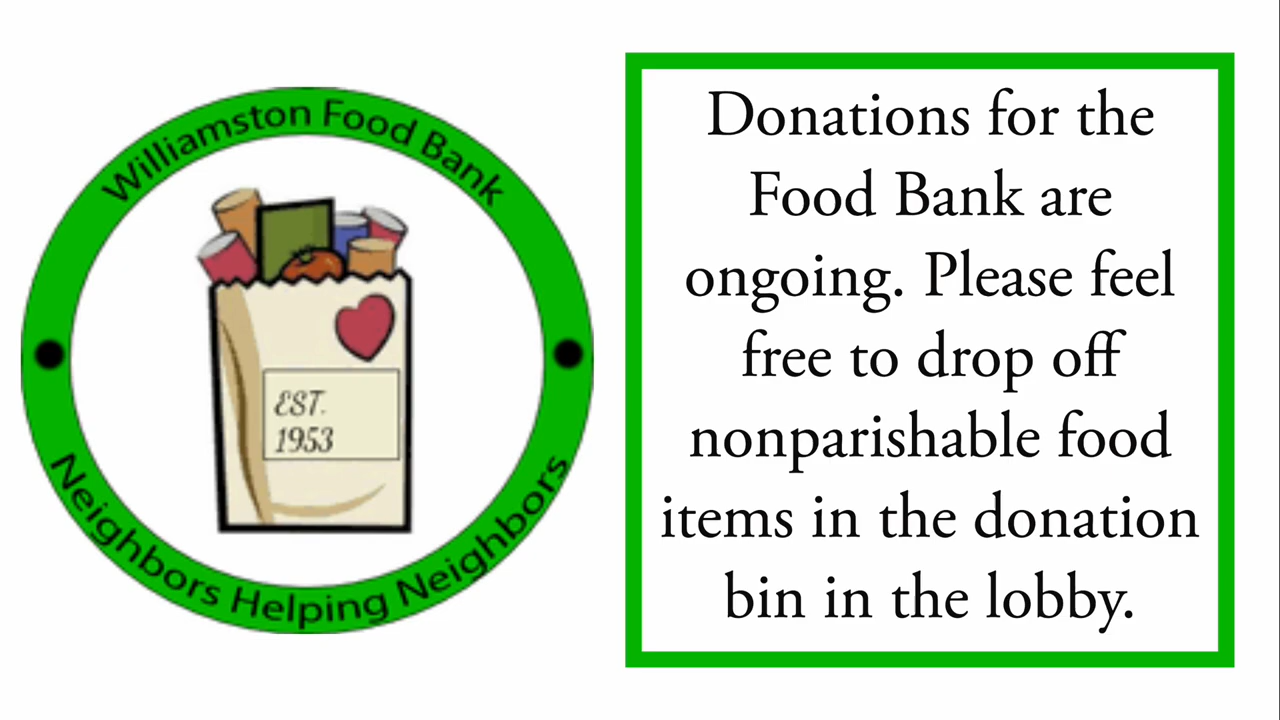 Williamston Food Bank
EST.
1953
Neighbors Helping Neighbors
Donations for the
Food Bank are
ongoing. Please feel
free to drop off
nonparishable food
items in the donation
bin in the lobby.